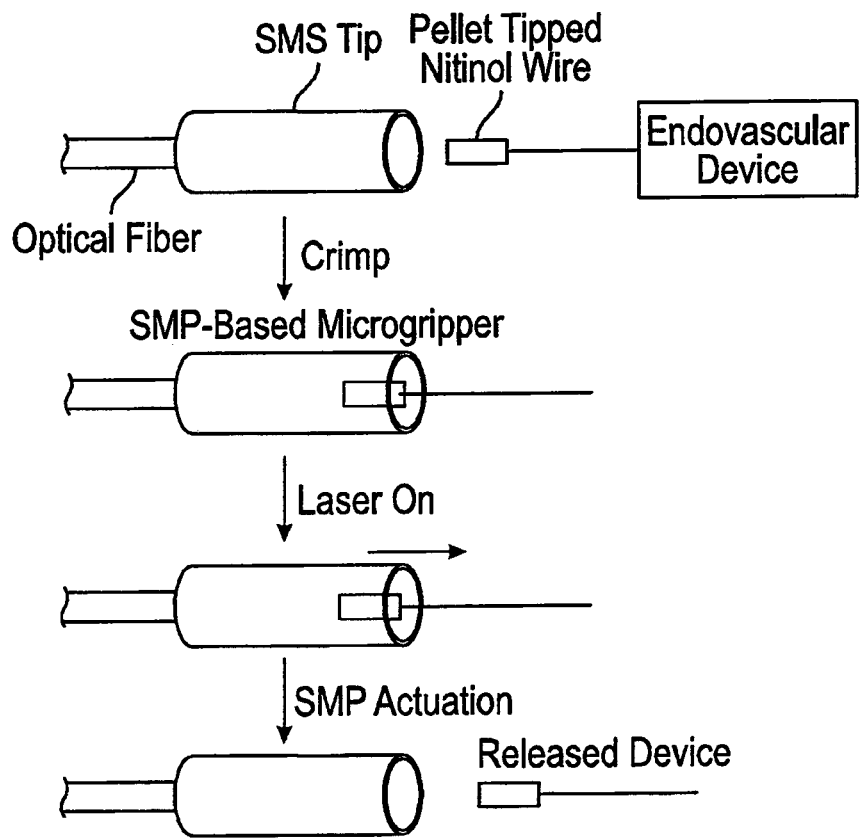 SMS Tip
Pellet Tipped
Nitinol Wire
Endovascular
Device
Optical Fiber
Crimp
SMP-Based Microgripper
Laser On
SMP Actuation
Released Device